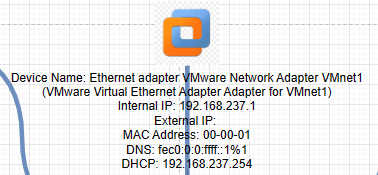 Device Name: Ethernet adapter VMware Network Adapter VMnet1
(VMware Virtual Ethernet Adapter Adapter for VMnet1)
Internal IP: 192.168.237.1
External IP:
MAC Address: 00-00-01
DNS: fec0:0:0:ffff::1%1
DHCP: 192.168.237.254